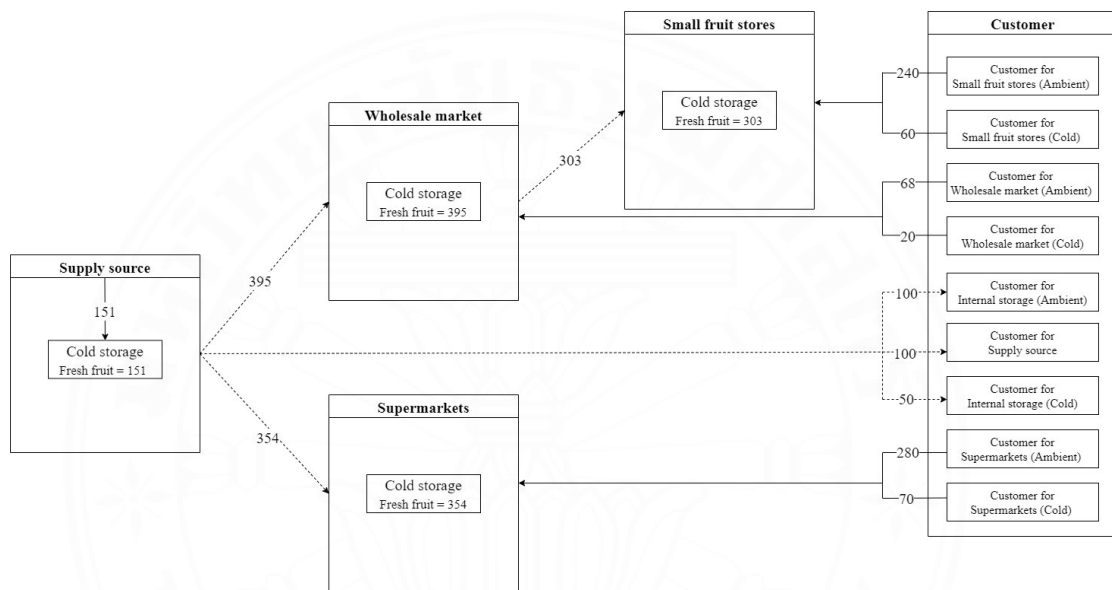 Small fruit stores
Cold storage
Fresh fruit = 303
Customer
240
Customer for
Small fruit stores (Ambient)
60
Customer for
Small fruit stores (Cold)
68
Customer for
Wholesale market (Ambient)
20
Customer for
Wholesale market (Cold)
100
Customer for
Internal storage (Ambient)
100
Customer for
Supply source
50
Customer for
Internal storage (Cold)
280
Customer for
Supermarkets (Ambient)
70
Customer for
Supermarkets (Cold)
Wholesale market
Cold storage
Fresh fruit = 395
303
Supply source
151
Cold storage
Fresh fruit = 151
395
354
Supermarkets
Cold storage
Fresh fruit = 354